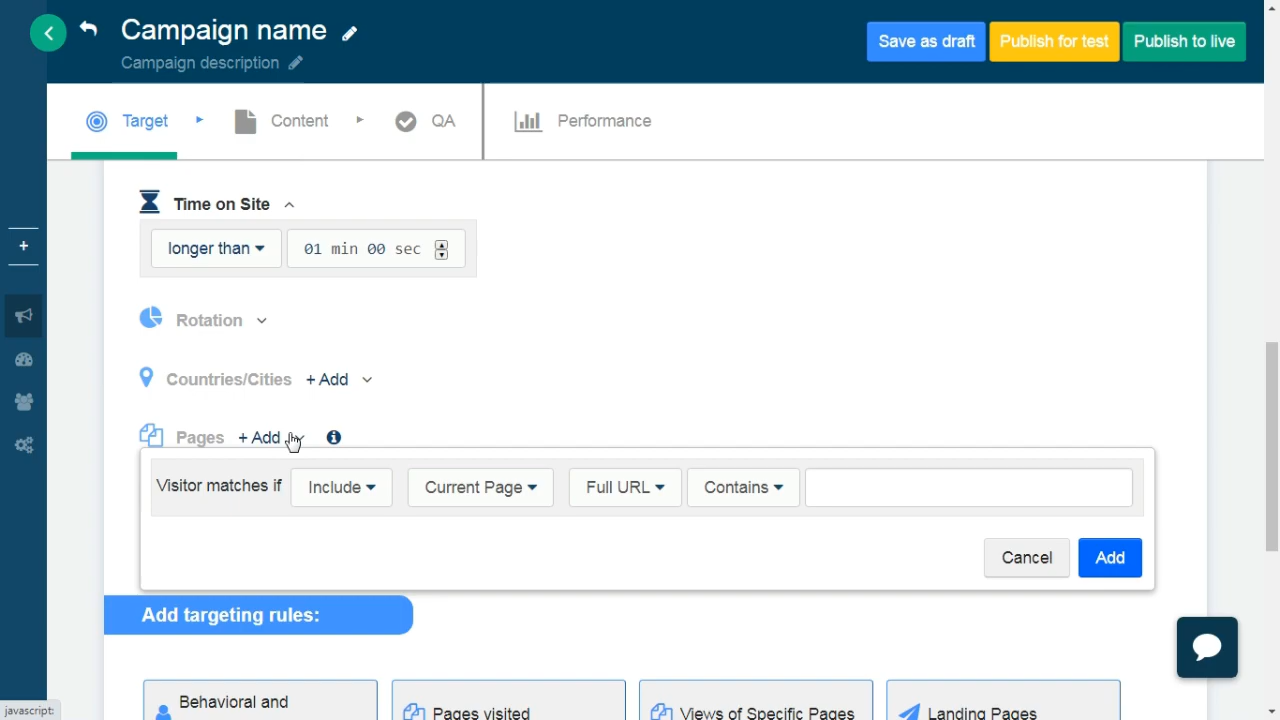 Campaign name
Campaign description
Save as draft
Publish for test
Publish to live
Target
Content
QA
Performance
Time on Site
longer than
01 min 00 sec
+
Rotation
Countries/Cities
+ Add
Pages
+ Add
Visitor matches if
Include
Current Page
Full URL
Contains
Cancel
Add
Add targeting rules:
Behavioral and
Pages visited
Views of Specific Pages
Landing Pages
javascript: